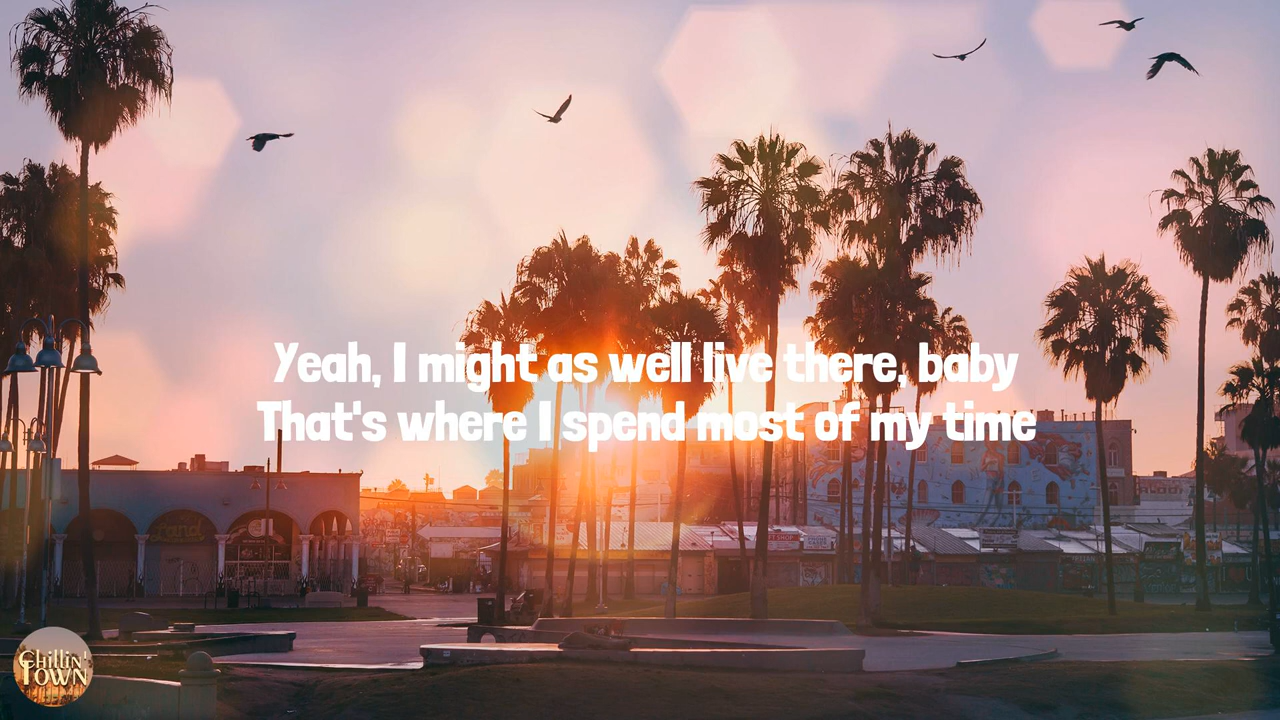 Yeah, I might as well live there, baby
That's where I spend most of my time
Chillin'
TOWN